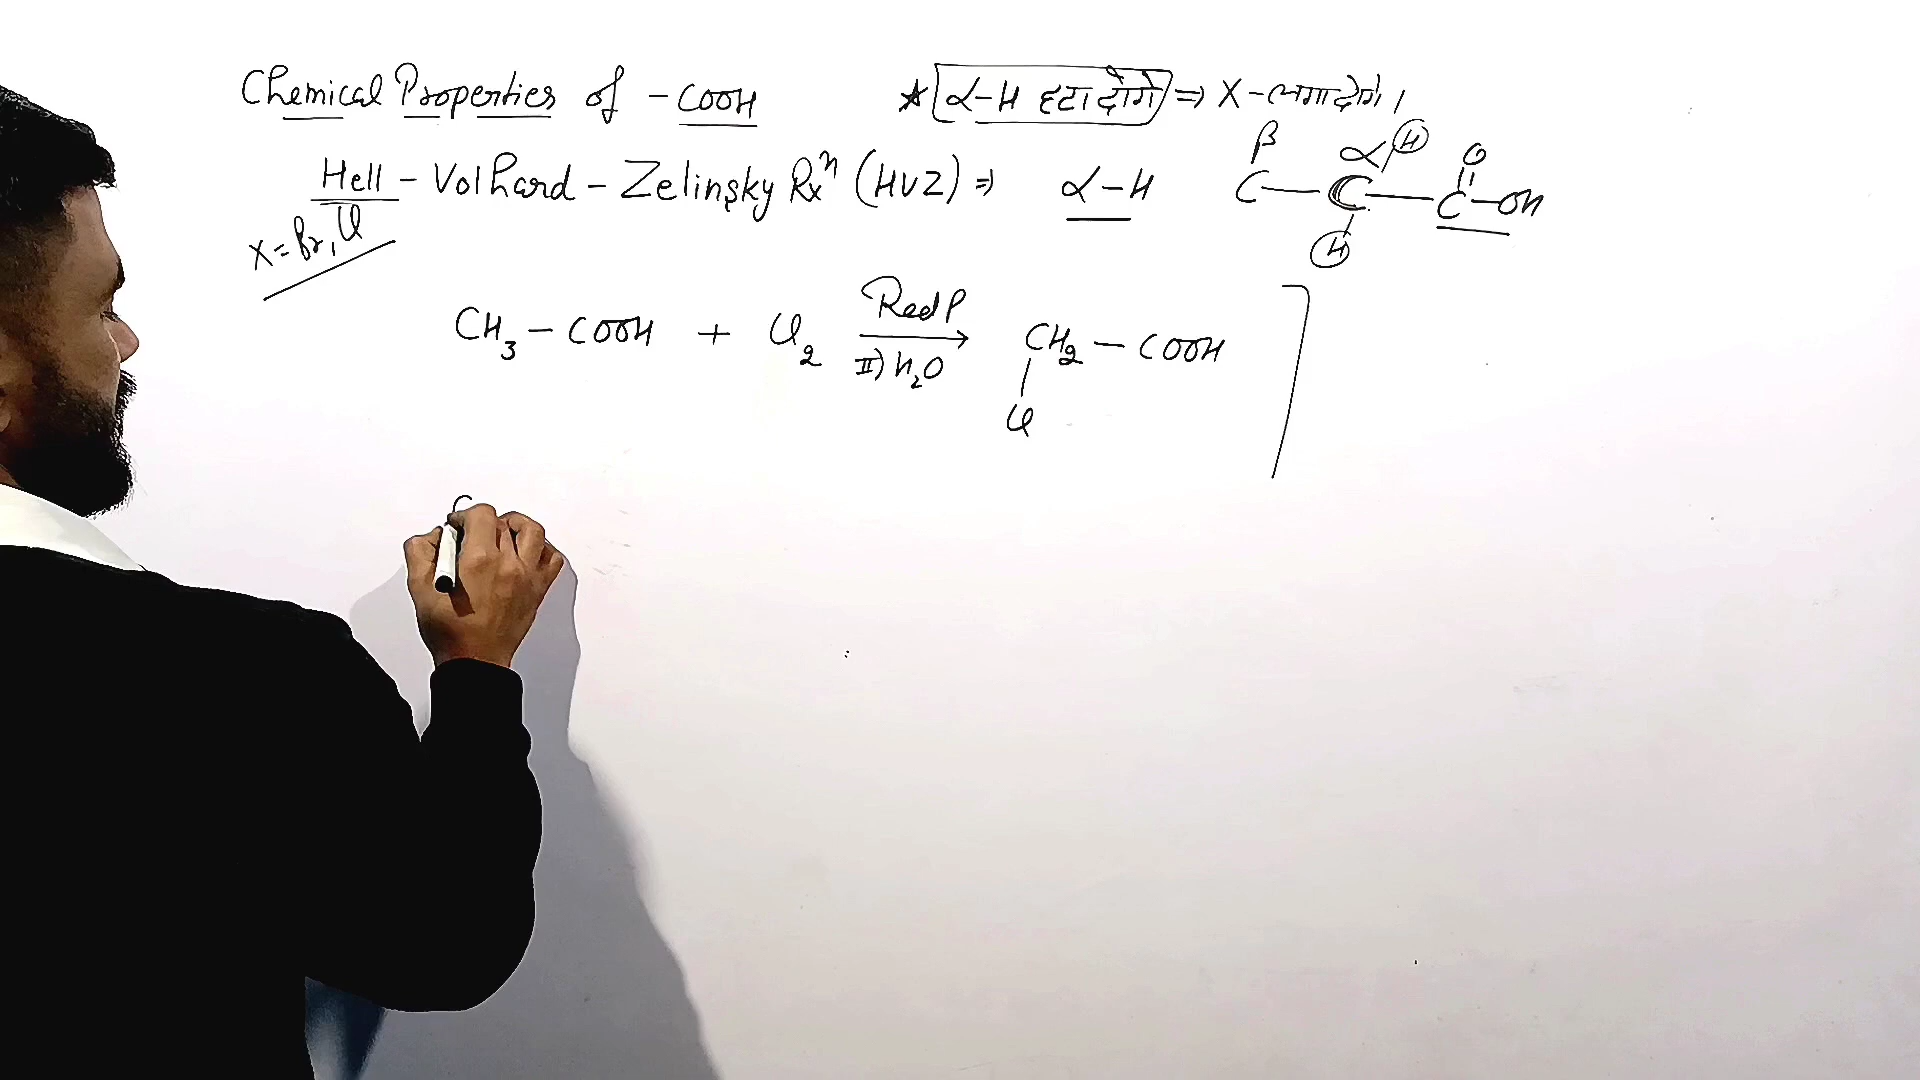 Chemical Properties of -COOH
★ α-H हटा दोगे ⇒ X-लगादोगे।
Hell-Volhard-Zelinsky Rxⁿ (HVZ) ⇒ α-H
X = Br, Cl
β α H O
C — C — C — OH
H
CH₃ — COOH + Cl₂ Red P → II) H₂O CH₂ — COOH
Cl
C